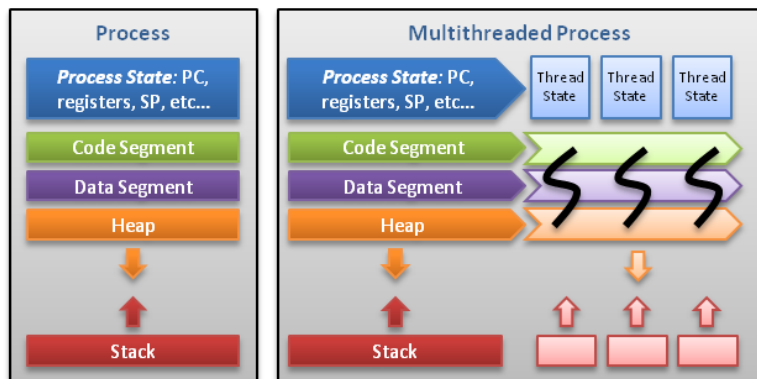 Process
Process State: PC,
registers, SP, etc...
Code Segment
Data Segment
Heap
Stack
Multithreaded Process
Process State: PC,
registers, SP, etc...
Thread
State
Thread
State
Thread
State
Code Segment
Data Segment
Heap
Stack